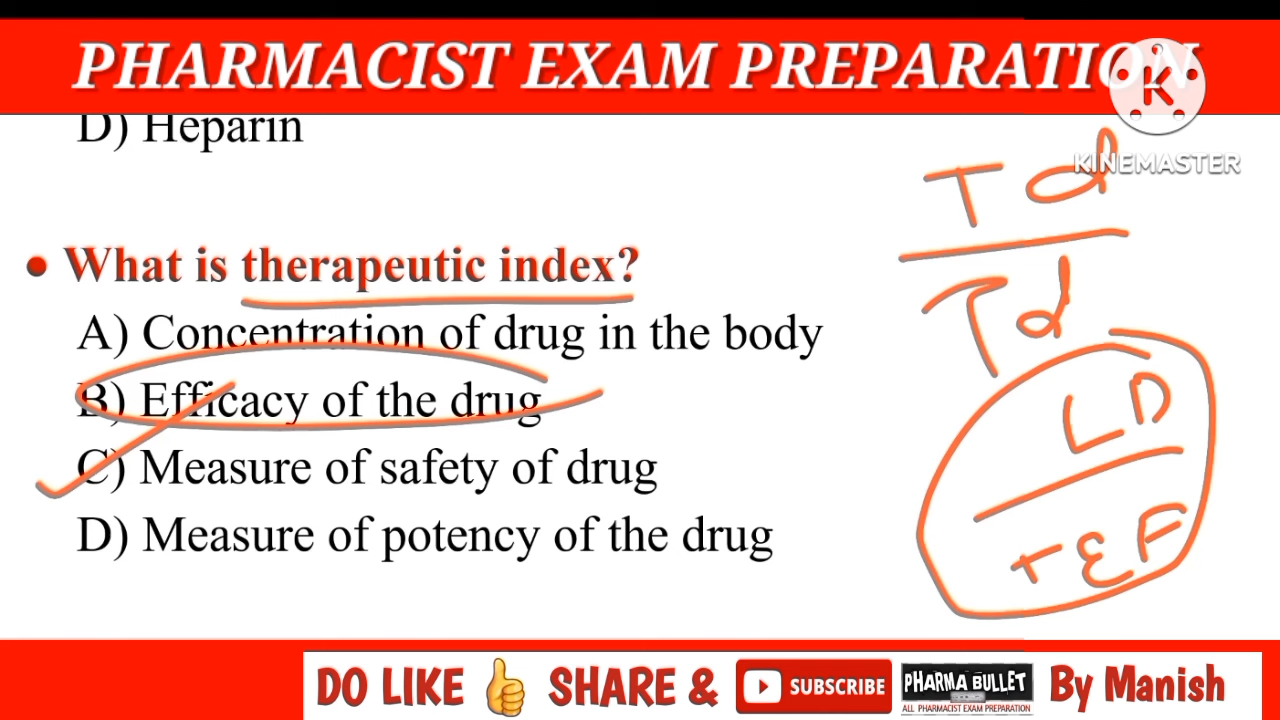 PHARMACIST EXAM PREPARATION
K
KINEMASTER
D) Heparin
• What is therapeutic index?
A) Concentration of drug in the body
B) Efficacy of the drug
C) Measure of safety of drug
D) Measure of potency of the drug
Td
Td
LD
TEF
DO LIKE 👍 SHARE & SUBSCRIBE PHARMA BULLET By Manish
ALL PHARMACIST EXAM PREPARATION